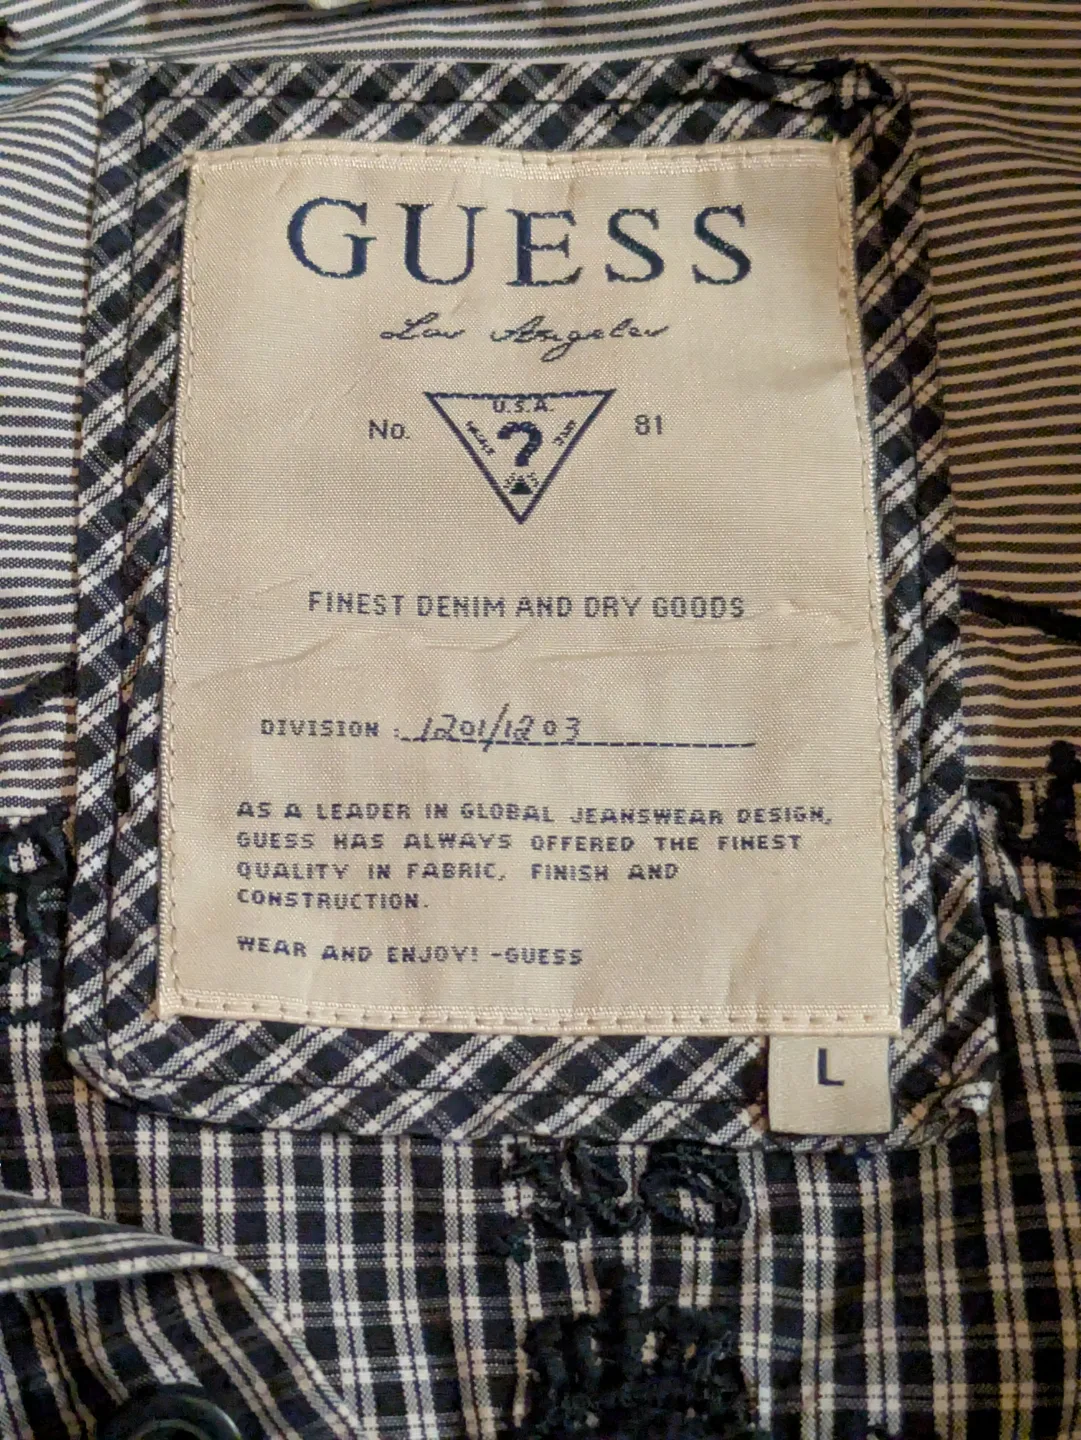 GUESS
Los Angeles
No. 81
U.S.A.
?
FINEST DENIM AND DRY GOODS
DIVISION : 1201/1203
AS A LEADER IN GLOBAL JEANSWEAR DESIGN,
GUESS HAS ALWAYS OFFERED THE FINEST
QUALITY IN FABRIC, FINISH AND
CONSTRUCTION.
WEAR AND ENJOY! -GUESS
L